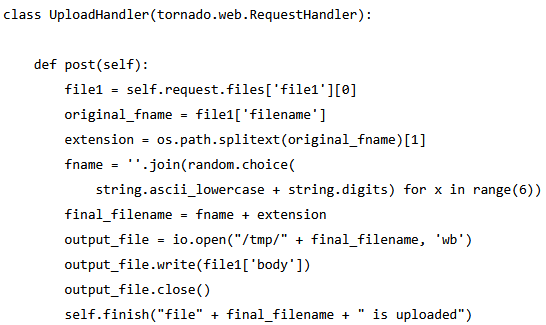 class UploadHandler(tornado.web.RequestHandler):
    def post(self):
        file1 = self.request.files['file1'][0]
        original_fname = file1['filename']
        extension = os.path.splitext(original_fname)[1]
        fname = ''.join(random.choice(
            string.ascii_lowercase + string.digits) for x in range(6))
        final_filename = fname + extension
        output_file = io.open("/tmp/" + final_filename, 'wb')
        output_file.write(file1['body'])
        output_file.close()
        self.finish("file" + final_filename + " is uploaded")